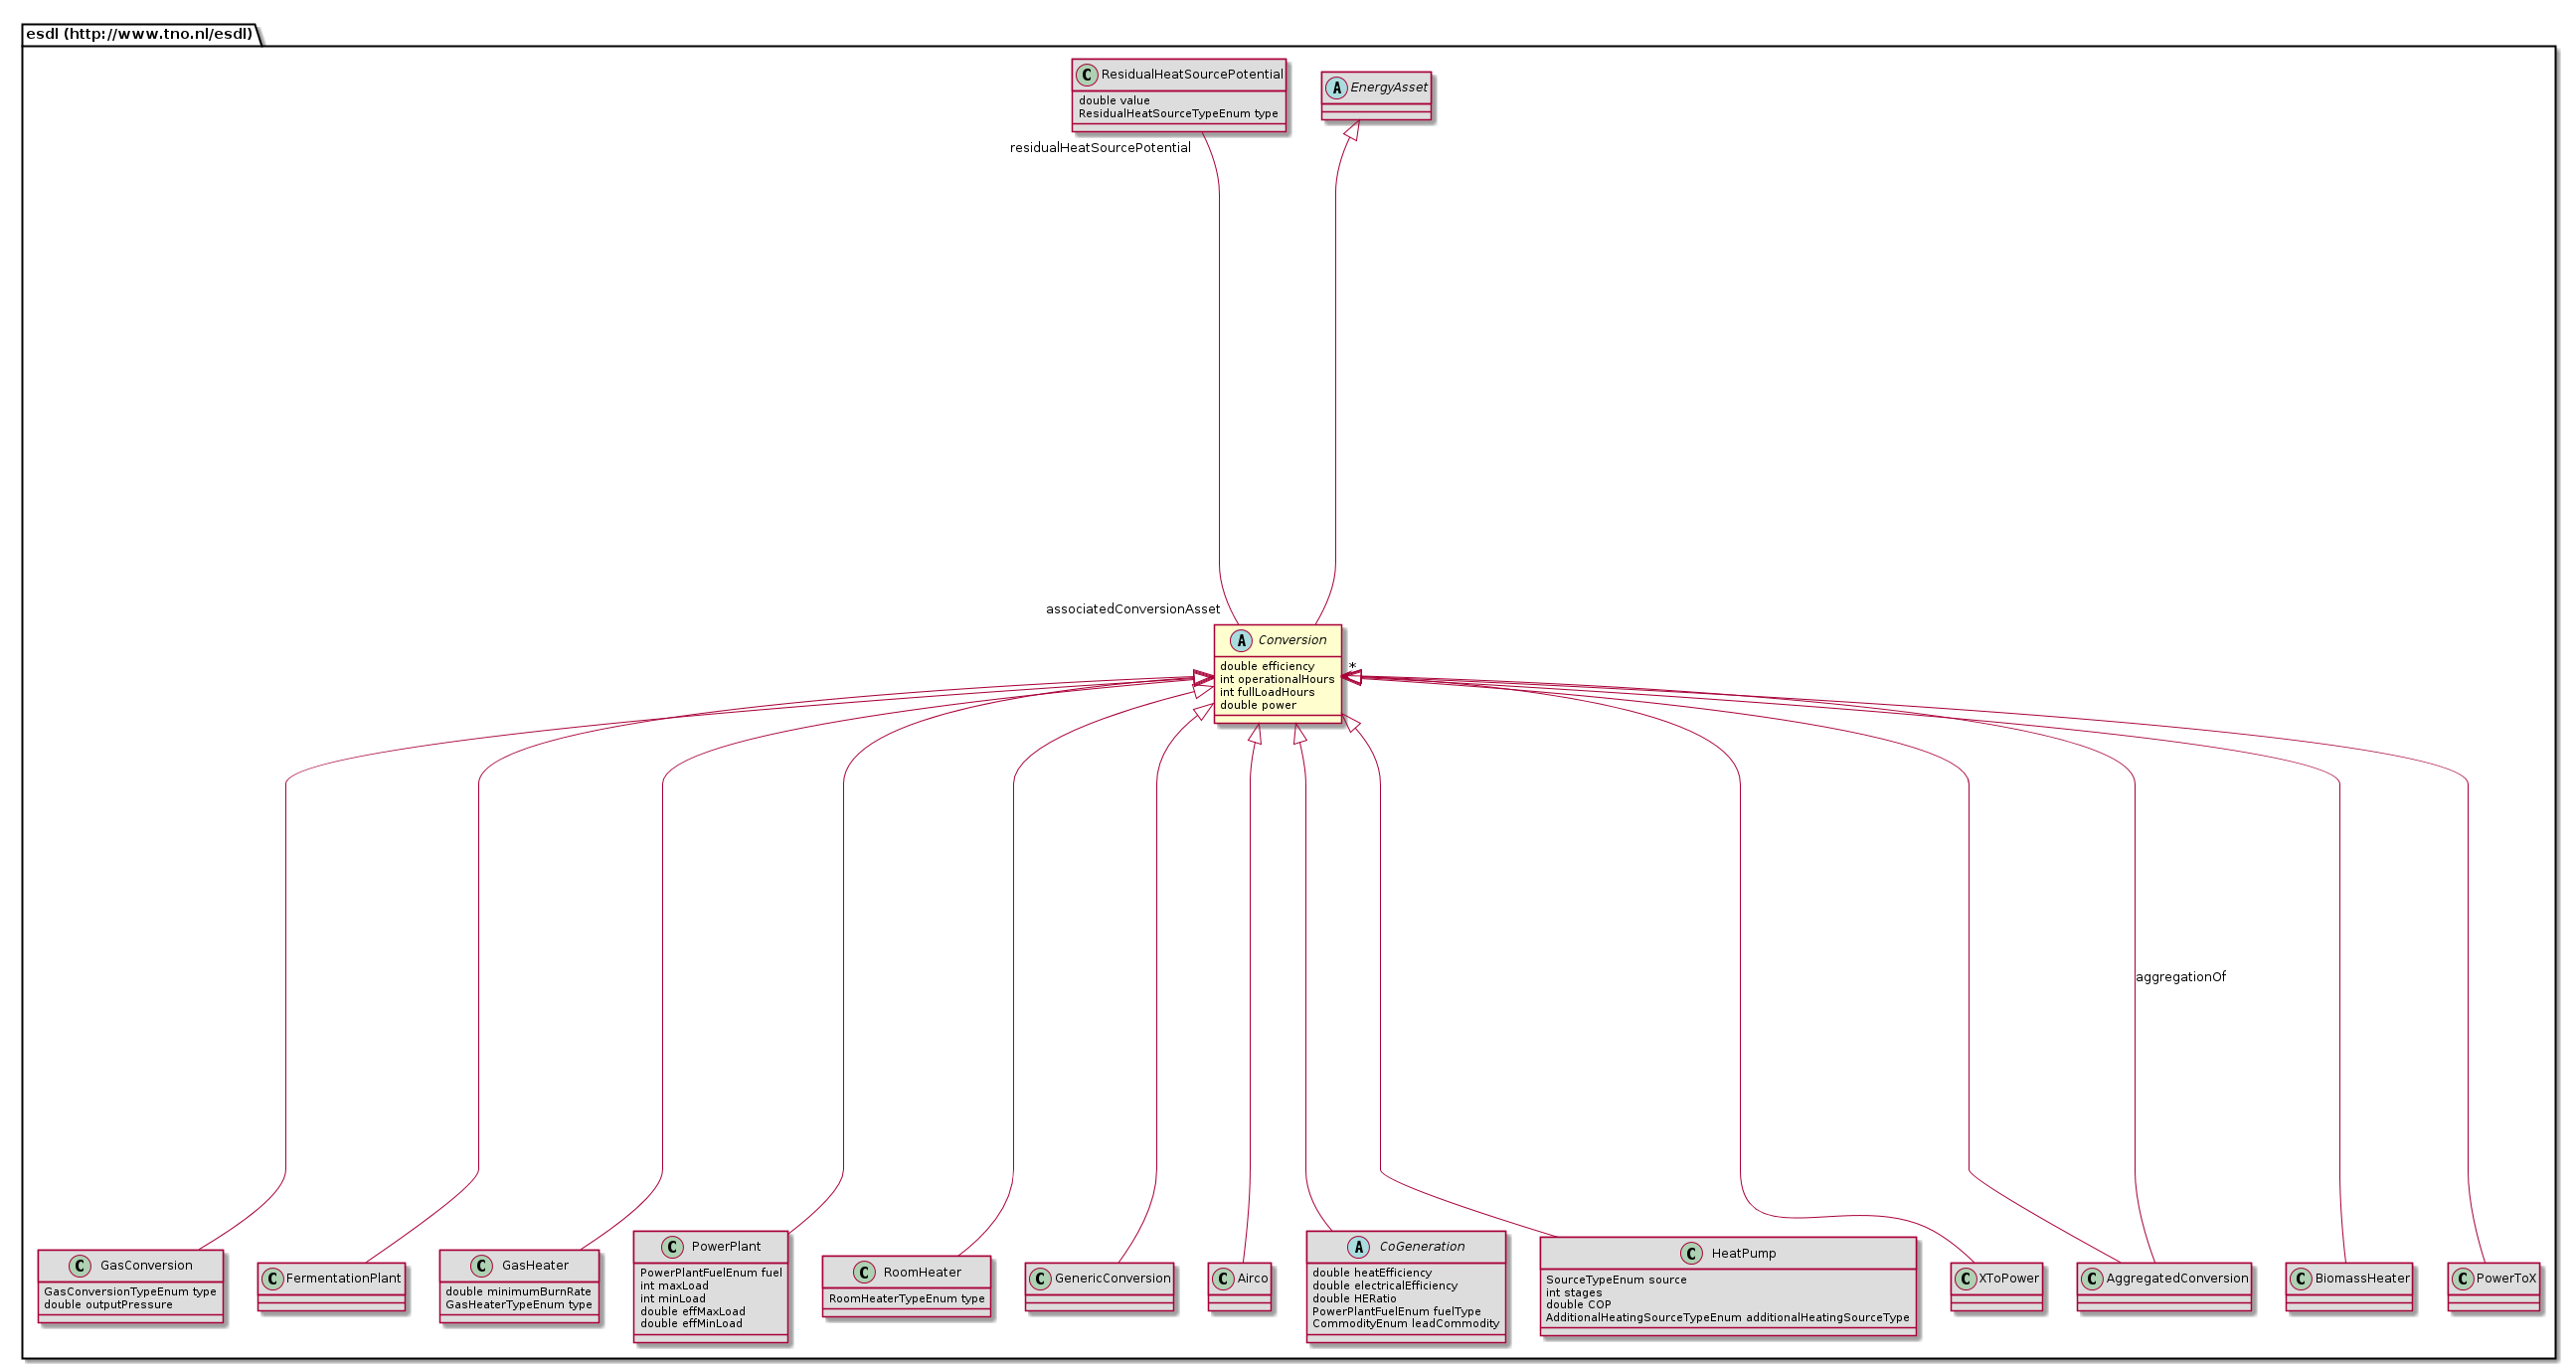 esdl (http://www.tno.nl/esdl)
C ResidualHeatSourcePotential
double value
ResidualHeatSourceTypeEnum type
A EnergyAsset
residualHeatSourcePotential
associatedConversionAsset
A Conversion
double efficiency
int operationalHours
int fullLoadHours
double power
*
aggregationOf
C GasConversion
GasConversionTypeEnum type
double outputPressure
C FermentationPlant
C GasHeater
double minimumBurnRate
GasHeaterTypeEnum type
C PowerPlant
PowerPlantFuelEnum fuel
int maxLoad
int minLoad
double effMaxLoad
double effMinLoad
C RoomHeater
RoomHeaterTypeEnum type
C GenericConversion
C Airco
A CoGeneration
double heatEfficiency
double electricalEfficiency
double HERatio
PowerPlantFuelEnum fuelType
CommodityEnum leadCommodity
C HeatPump
SourceTypeEnum source
int stages
double COP
AdditionalHeatingSourceTypeEnum additionalHeatingSourceType
C XToPower
C AggregatedConversion
C BiomassHeater
C PowerToX